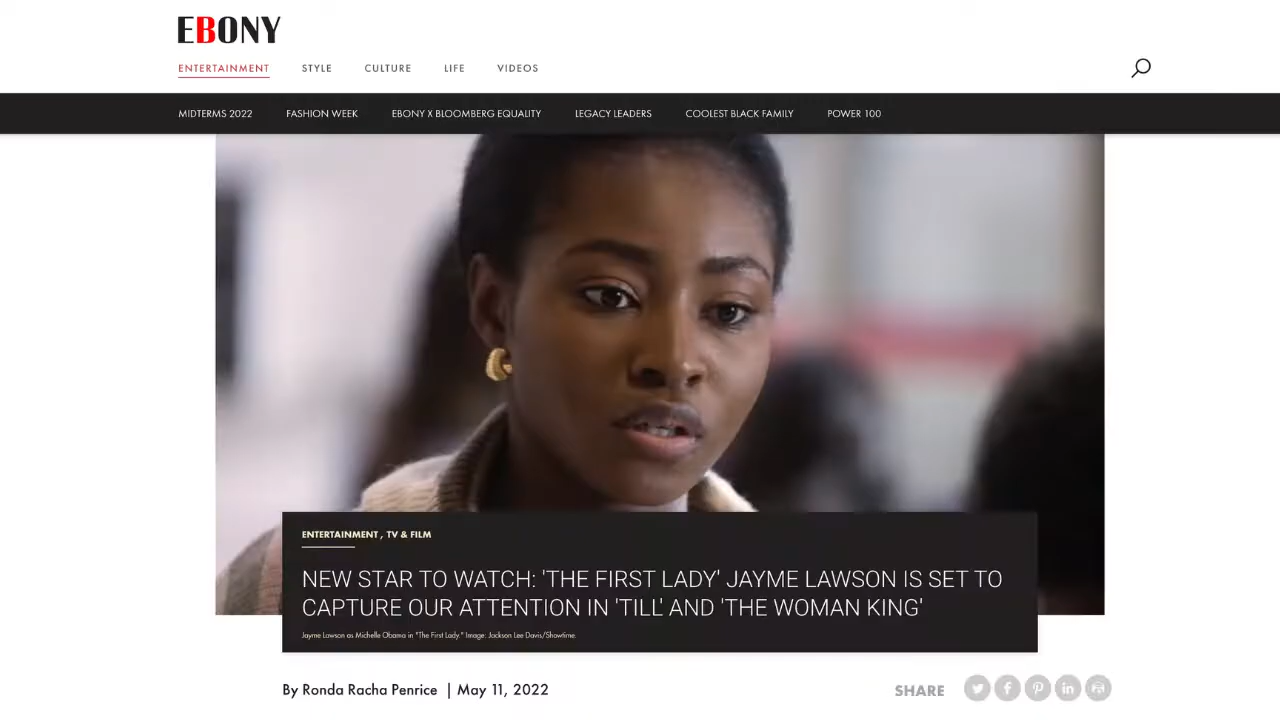 EBONY
ENTERTAINMENT STYLE CULTURE LIFE VIDEOS
MIDTERMS 2022 FASHION WEEK EBONY X BLOOMBERG EQUALITY LEGACY LEADERS COOLEST BLACK FAMILY POWER 100
ENTERTAINMENT , TV & FILM
NEW STAR TO WATCH: 'THE FIRST LADY' JAYME LAWSON IS SET TO
CAPTURE OUR ATTENTION IN 'TILL' AND 'THE WOMAN KING'
Jayme Lawson as Michelle Obama in "The First Lady." Image: Jackson Lee Davis/Showtime.
By Ronda Racha Penrice | May 11, 2022
SHARE